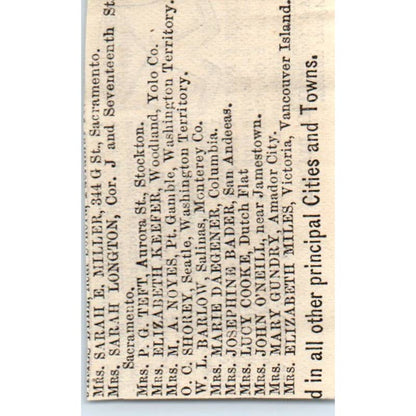 MRS. SARAH E. MILLER, 344 G St., Sacramento.
MRS. SARAH LONGTON, Cor. J and Seventeenth St
Sacramento.
MRS. P. G. TEFT, Aurora St., Stockton.
MRS. ELIZABETH KEEFER, Woodland, Yolo Co.
MRS. M. A. NOYES, Pt. Gamble, Washington Territory.
O. C. SHOREY, Seatle, Washington Territory.
W. L. BARLOW, Salinas, Monterey Co.
MRS. MARIE DAEGENER, Columbia.
MRS. JOSEPHINE BADER, San Andeeas.
MRS. LUCY COOKE, Dutch Flat
MRS. JOHN O'NEILL, near Jamestown.
MRS. MARY GUNDRY, Amador City.
MRS. ELIZABETH MILES, Victoria, Vancouver Island.
d in all other principal Cities and Towns.